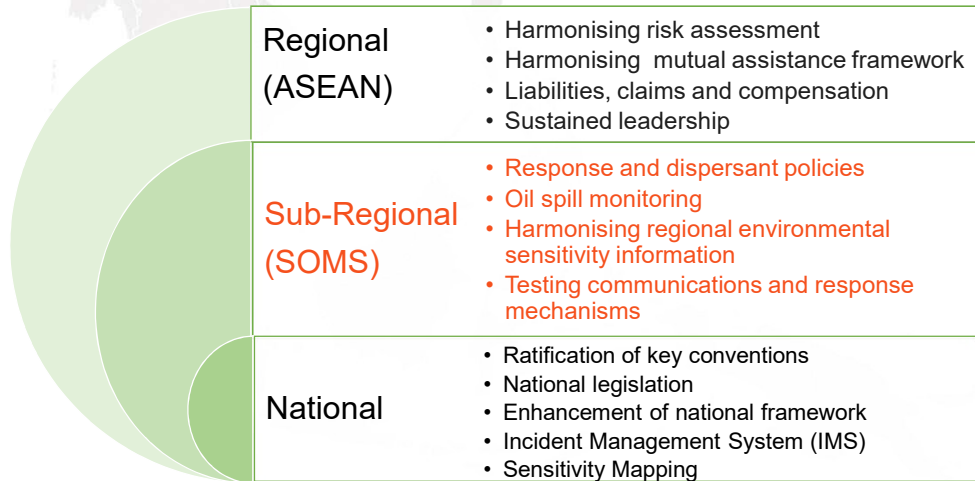 Regional
(ASEAN)
• Harmonising risk assessment
• Harmonising mutual assistance framework
• Liabilities, claims and compensation
• Sustained leadership
Sub-Regional
(SOMS)
• Response and dispersant policies
• Oil spill monitoring
• Harmonising regional environmental
sensitivity information
• Testing communications and response
mechanisms
National
• Ratification of key conventions
• National legislation
• Enhancement of national framework
• Incident Management System (IMS)
• Sensitivity Mapping